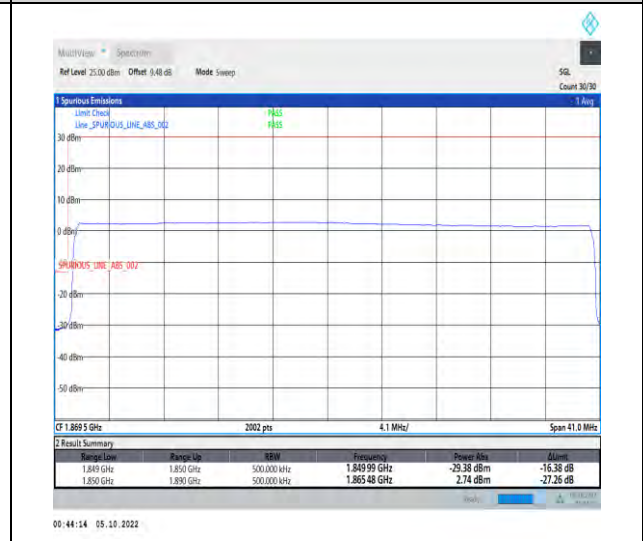 MultiView Spectrum
Ref Level 25.00 dBm Offset 9.48 dB Mode Sweep SGL
Count 30/30
1 Spurious Emissions 1 Avg
Limit Check PASS
Line _SPURIOUS_LINE_ABS_002 PASS
30 dBm
20 dBm
10 dBm
0 dBm
SPURIOUS_LINE_ABS_002
-20 dBm
-30 dBm
-40 dBm
-50 dBm
CF 1.869 5 GHz 2002 pts 4.1 MHz/ Span 41.0 MHz
2 Result Summary
Range Low Range Up RBW Frequency Power Abs ΔLimit
1.849 GHz 1.850 GHz 500.000 kHz 1.849 99 GHz -29.38 dBm -16.38 dB
1.850 GHz 1.890 GHz 500.000 kHz 1.865 48 GHz 2.74 dBm -27.26 dB
00:44:14 05.10.2022